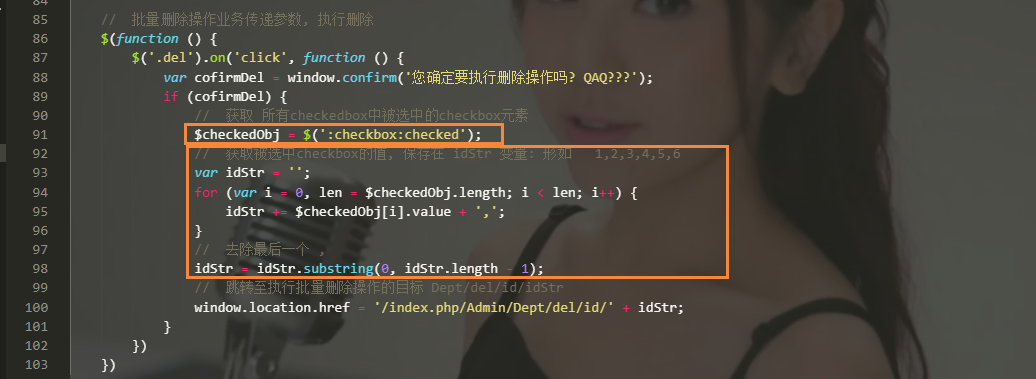 84
85 // 批量删除操作业务传递参数, 执行删除
86 $(function () {
87 $('.del').on('click', function () {
88 var cofirmDel = window.confirm('您确定要执行删除操作吗? QAQ???');
89 if (cofirmDel) {
90 // 获取 所有checkedbox中被选中的checkbox元素
91 $checkedObj = $(':checkbox:checked');
92 // 获取被选中checkbox的值, 保存在 idStr 变量: 形如 1,2,3,4,5,6
93 var idStr = '';
94 for (var i = 0, len = $checkedObj.length; i < len; i++) {
95 idStr += $checkedObj[i].value + ',';
96 }
97 // 去除最后一个 ,
98 idStr = idStr.substring(0, idStr.length - 1);
99 // 跳转至执行批量删除操作的目标 Dept/del/id/idStr
100 window.location.href = '/index.php/Admin/Dept/del/id/' + idStr;
101 }
102 })
103 })